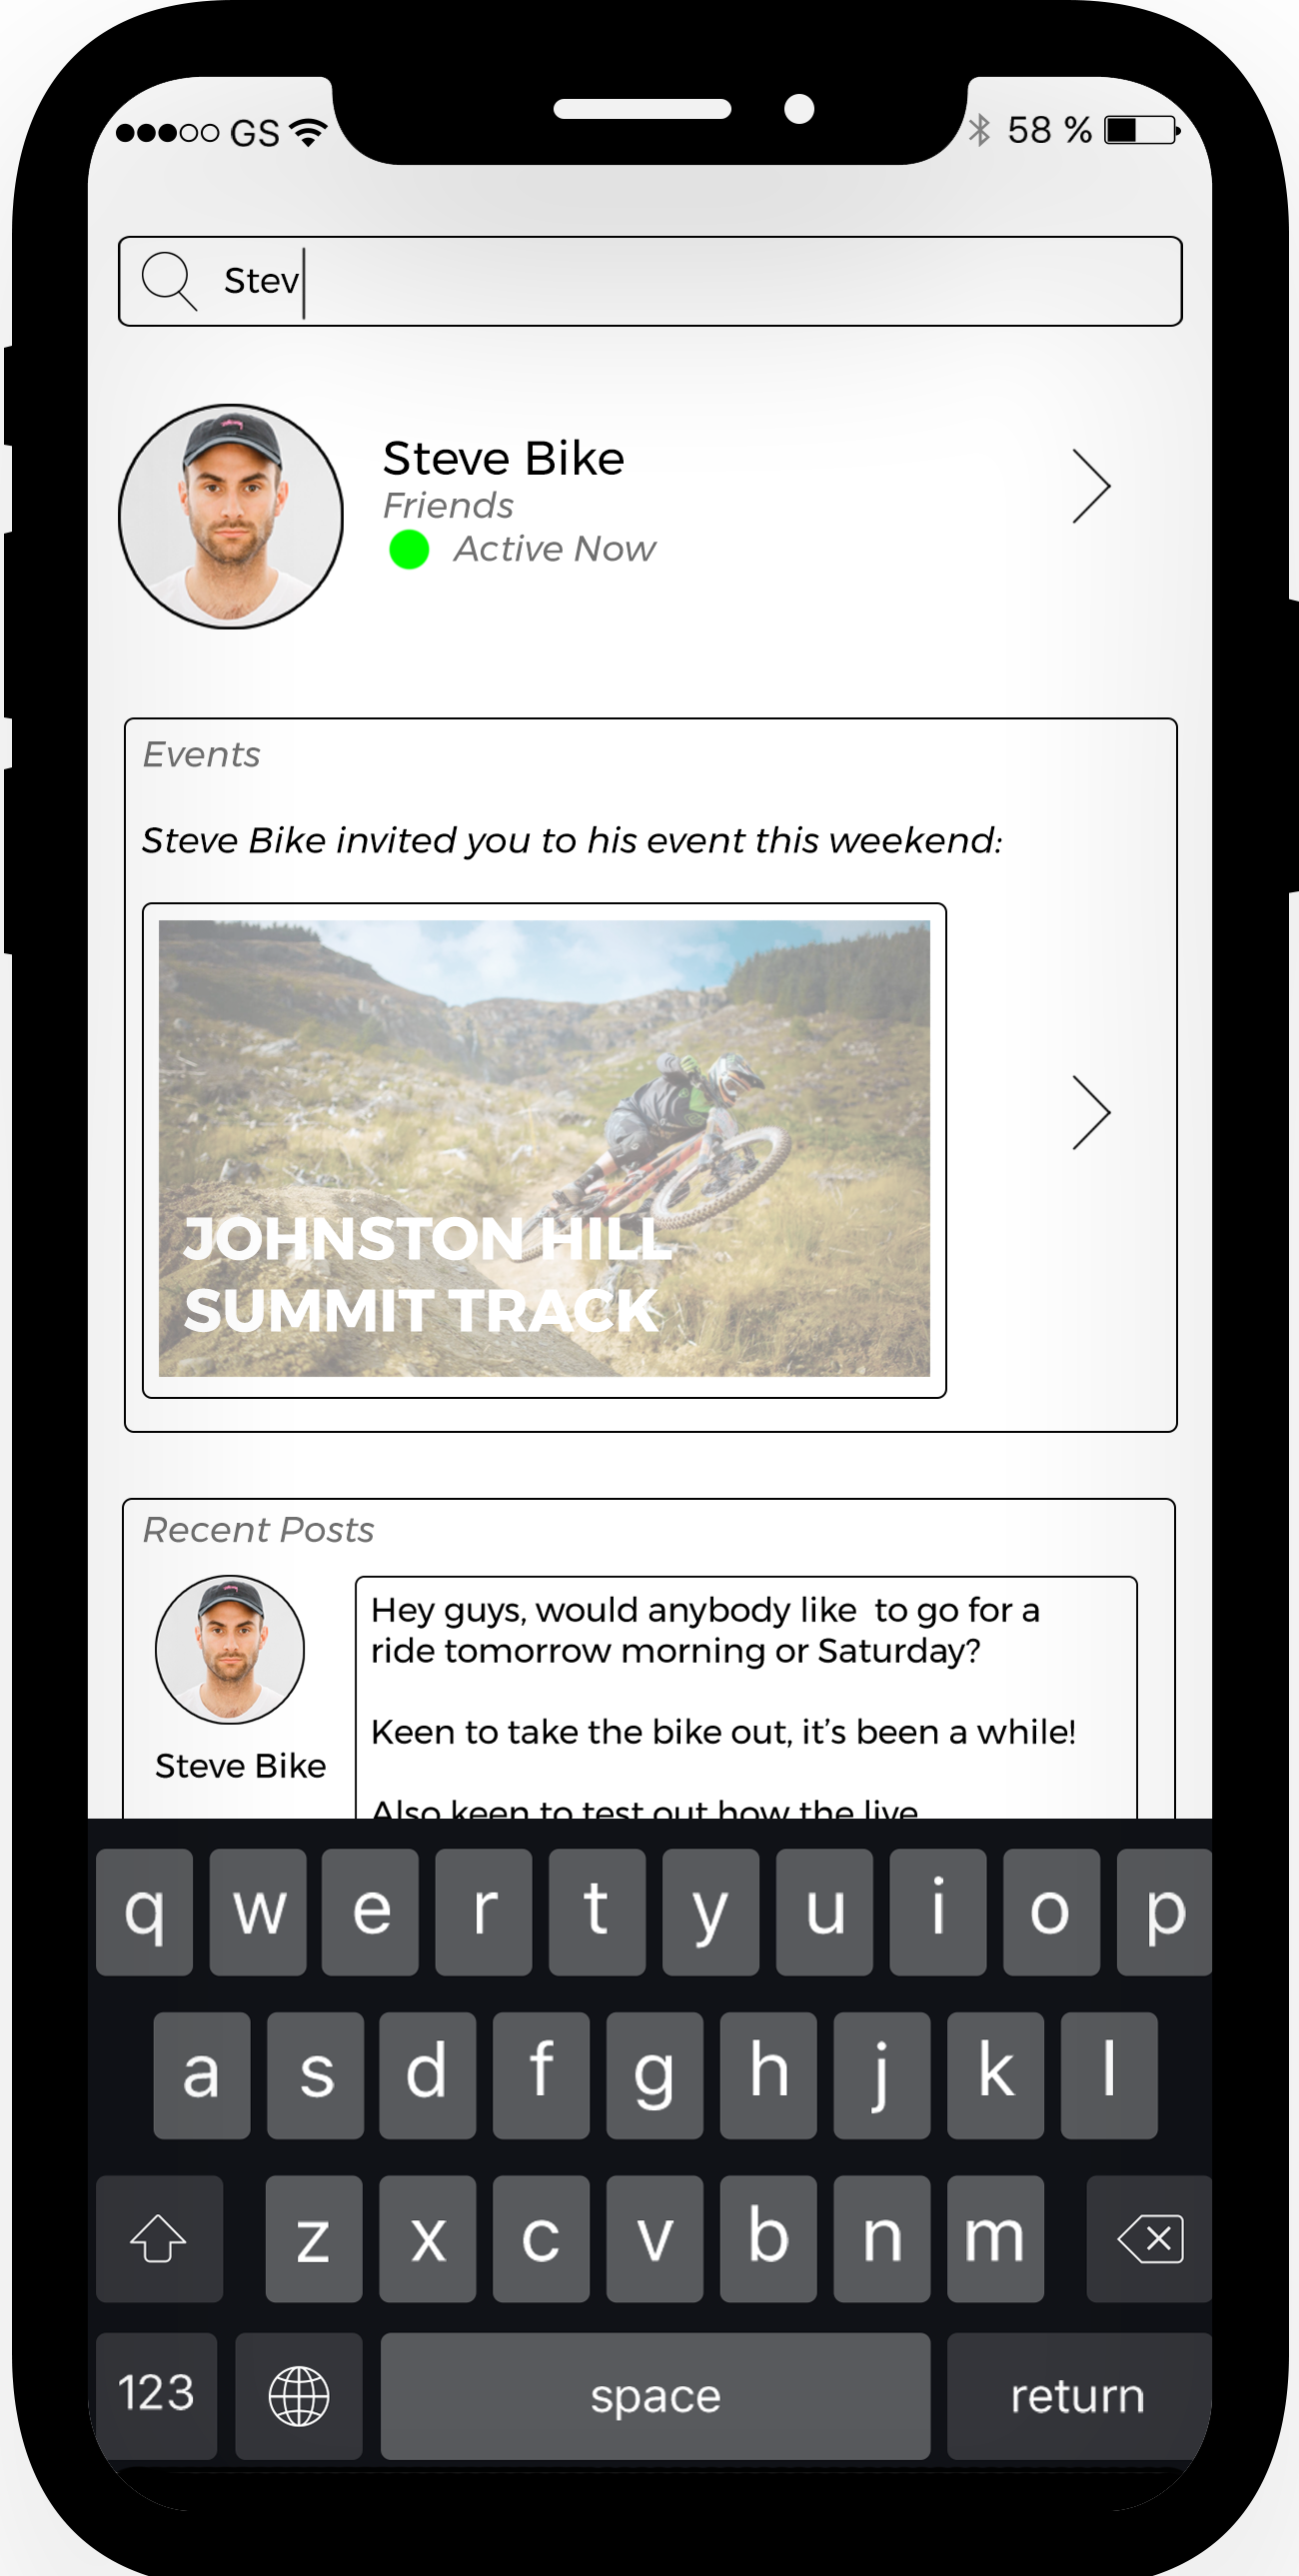 GS 58 %
Stev
Steve Bike
Friends
Active Now
Events
Steve Bike invited you to his event this weekend:
JOHNSTON HILL
SUMMIT TRACK
Recent Posts
Hey guys, would anybody like  to go for a
ride tomorrow morning or Saturday?
Keen to take the bike out, it’s been a while!
Steve Bike
Also keen to test out how the live
q w e r t y u i o p
a s d f g h j k l
z x c v b n m
123 space return